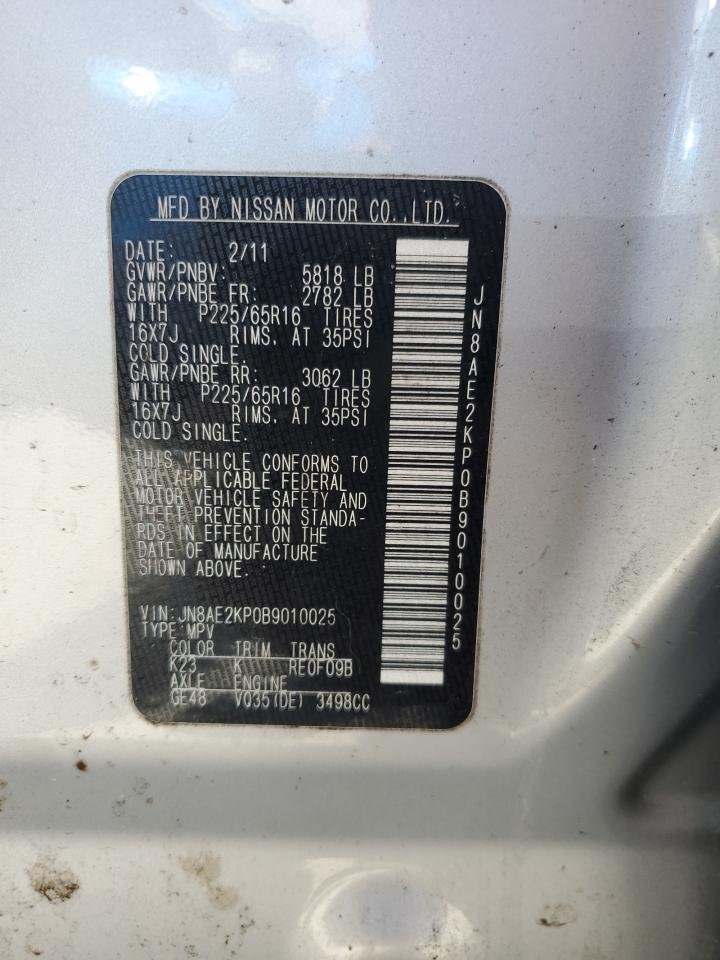 MFD BY NISSAN MOTOR CO.,LTD.
DATE: 2/11
GVWR/PNBV: 5818 LB
GAWR/PNBE FR: 2782 LB
WITH P225/65R16 TIRES
16X7J RIMS, AT 35PSI
COLD SINGLE.
GAWR/PNBE RR: 3062 LB
WITH P225/65R16 TIRES
16X7J RIMS, AT 35PSI
COLD SINGLE.
THIS VEHICLE CONFORMS TO
ALL APPLICABLE FEDERAL
MOTOR VEHICLE SAFETY AND
THEFT PREVENTION STANDA-
RDS IN EFFECT ON THE
DATE OF MANUFACTURE
SHOWN ABOVE.
VIN:JN8AE2KP0B9010025
TYPE:MPV
COLOR TRIM TRANS
K23 K RE0F09B
AXLE ENGINE
GE48 VQ35(DE) 3498CC
JN8AE2KP0B9010025